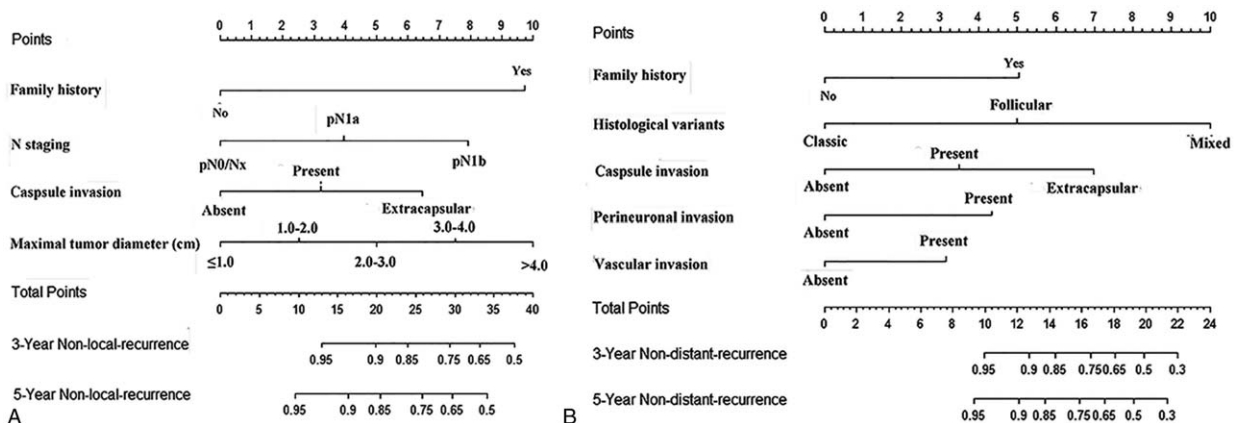 0 1 2 3 4 5 6 7 8 9 10
Points
Yes
Family history
No
pN1a
N staging
pN0/Nx
pN1b
Present
Caspsule invasion
Absent
Extracapsular
1.0-2.0
3.0-4.0
Maximal tumor diameter (cm)
≤1.0
2.0-3.0
>4.0
Total Points
0 5 10 15 20 25 30 35 40
3-Year Non-local-recurrence
0.95 0.9 0.85 0.75 0.65 0.5
5-Year Non-local-recurrence
0.95 0.9 0.85 0.75 0.65 0.5
A
0 1 2 3 4 5 6 7 8 9 10
Points
Yes
Family history
No
Follicular
Histological variants
Classic
Mixed
Present
Caspsule invasion
Absent
Extracapsular
Present
Perineuronal invasion
Absent
Present
Vascular invasion
Absent
Total Points
0 2 4 6 8 10 12 14 16 18 20 22 24
3-Year Non-distant-recurrence
0.95 0.9 0.85 0.75 0.65 0.5 0.3
5-Year Non-distant-recurrence
0.95 0.9 0.85 0.75 0.65 0.5 0.3
B